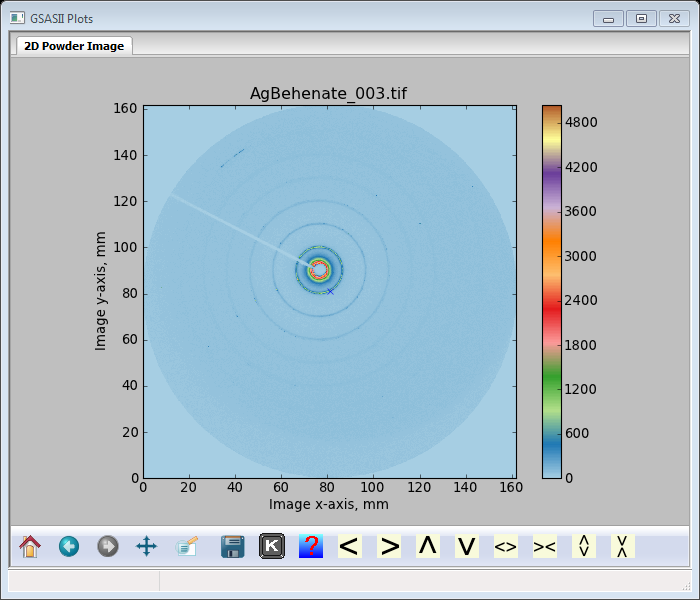 GSASII Plots
2D Powder Image
AgBehenate_003.tif
160
140
120
100
80
60
40
20
0
Image y-axis, mm
0 20 40 60 80 100 120 140 160
Image x-axis, mm
4800
4200
3600
3000
2400
1800
1200
600
0
K ? < > Λ V <> ><